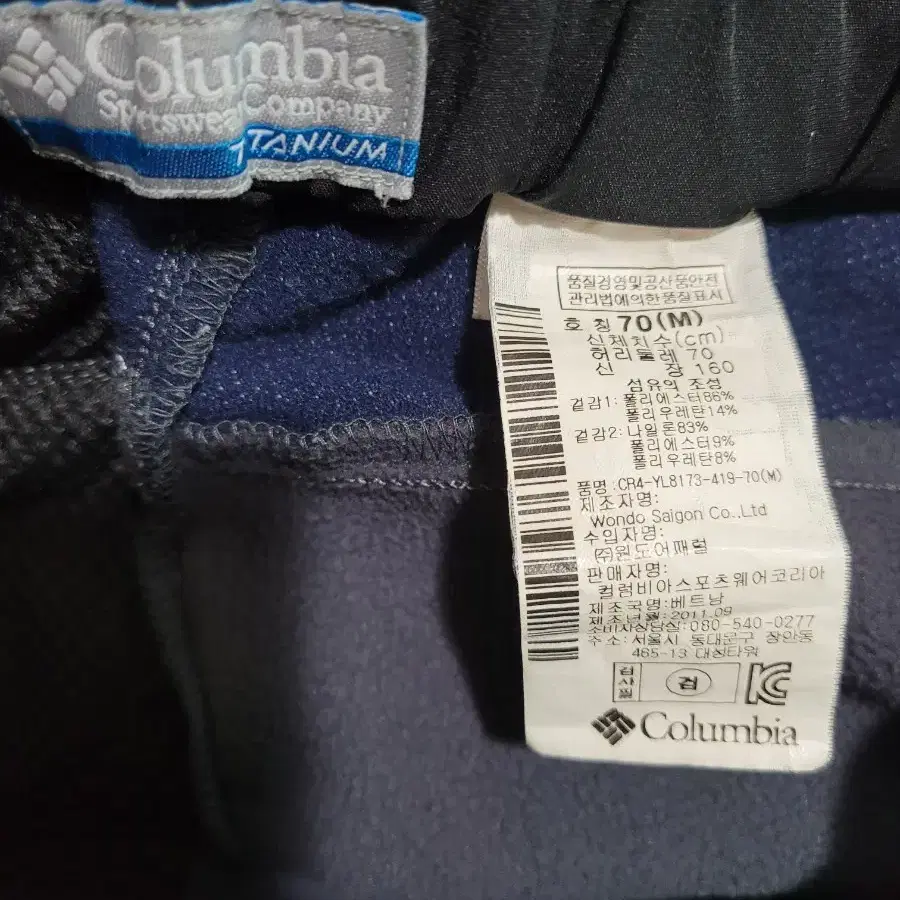 Columbia
Sportswear Company
TITANIUM
품질경영및공산품안전
관리법에의한품질표시
호 칭 70(M)
신체치수(cm)
허리둘레 70
신 장 160
섬유의 조성
겉감1: 폴리에스터86%
폴리우레탄14%
겉감2: 나일론83%
폴리에스터9%
폴리우레탄8%
품명 : CR4-YL8173-419-70(M)
제조자명:
Wondo Saigon Co.,Ltd
수입자명:
(주)원도어패럴
판매자명:
컬럼비아스포츠웨어코리아
제조국명:베트남
제조년월:2011.09
소비자상담실:080-540-0277
주소: 서울시 동대문구 장안동
465-13 대성타워
검사필
검
KC
Columbia